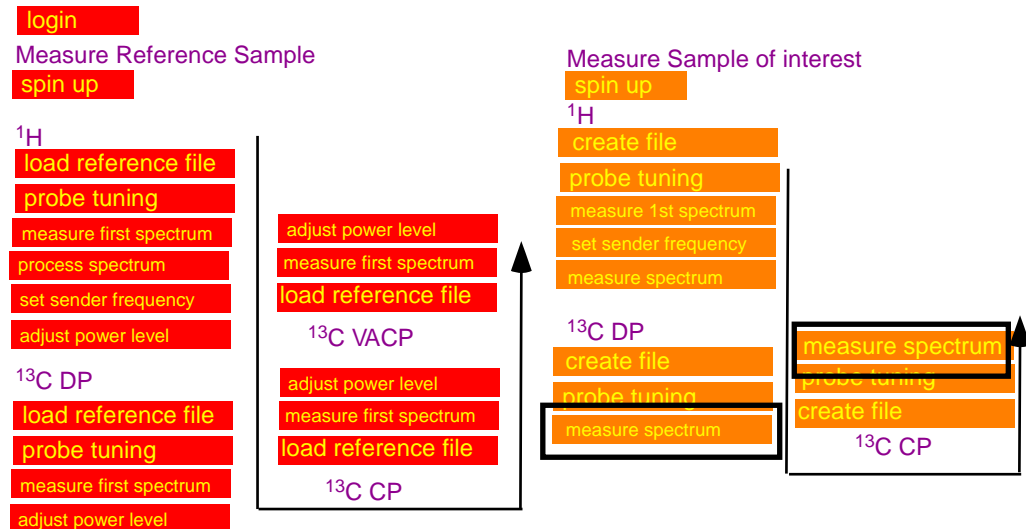 login
Measure Reference Sample
spin up
¹H
load reference file
probe tuning
measure first spectrum
process spectrum
set sender frequency
adjust power level
¹³C DP
load reference file
probe tuning
measure first spectrum
adjust power level
adjust power level
measure first spectrum
load reference file
¹³C VACP
adjust power level
measure first spectrum
load reference file
¹³C CP
Measure Sample of interest
spin up
¹H
create file
probe tuning
measure 1st spectrum
set sender frequency
measure spectrum
¹³C DP
create file
probe tuning
measure spectrum
measure spectrum
probe tuning
create file
¹³C CP